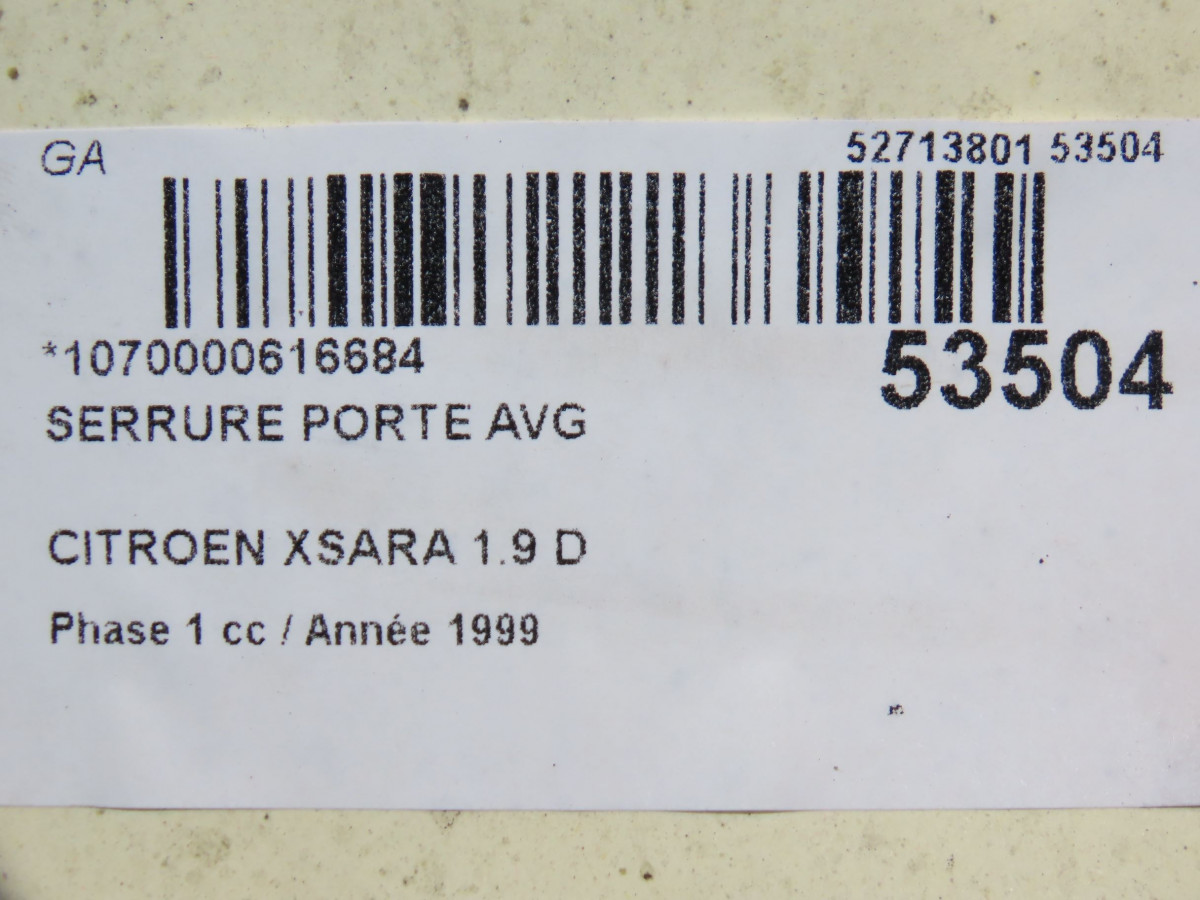 GA
52713801 53504
*1070000616684
53504
SERRURE PORTE AVG
CITROEN XSARA 1.9 D
Phase 1 cc / Année 1999